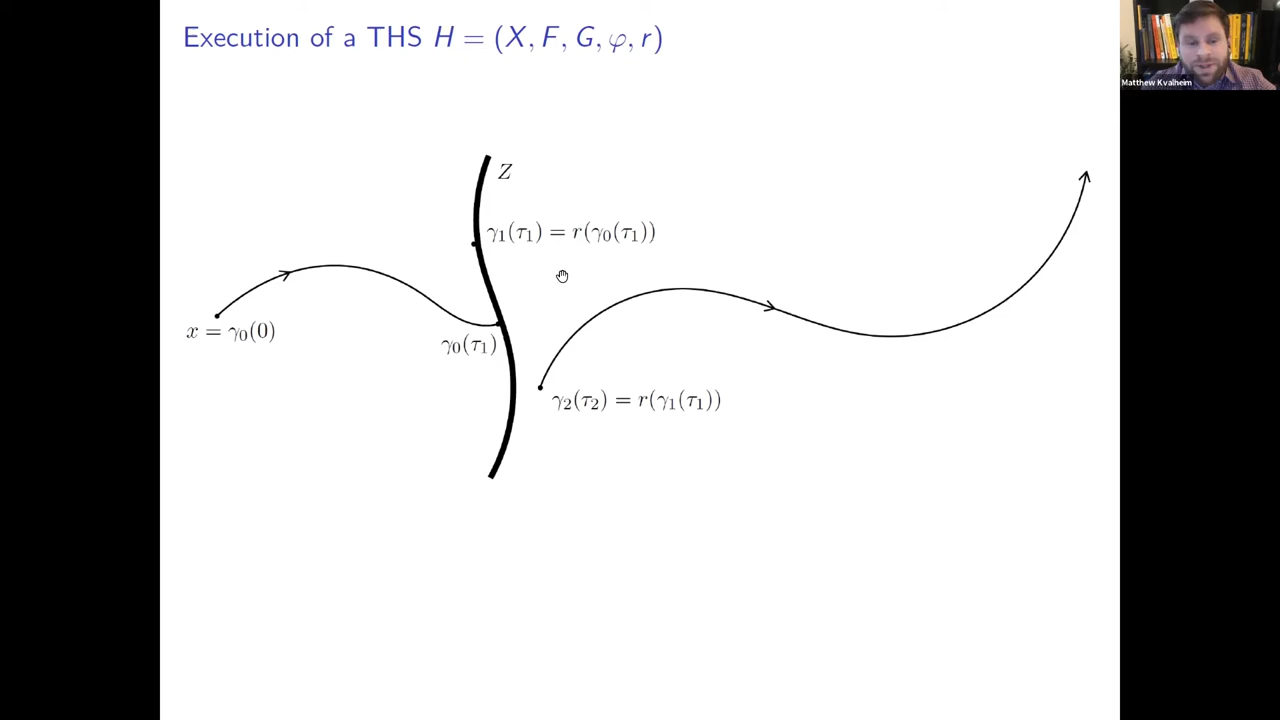 Execution of a THS H = (X, F, G, φ, r)
Matthew Kvalheim
Z
γ₁(τ₁) = r(γ₀(τ₁))
x = γ₀(0)
γ₀(τ₁)
γ₂(τ₂) = r(γ₁(τ₁))